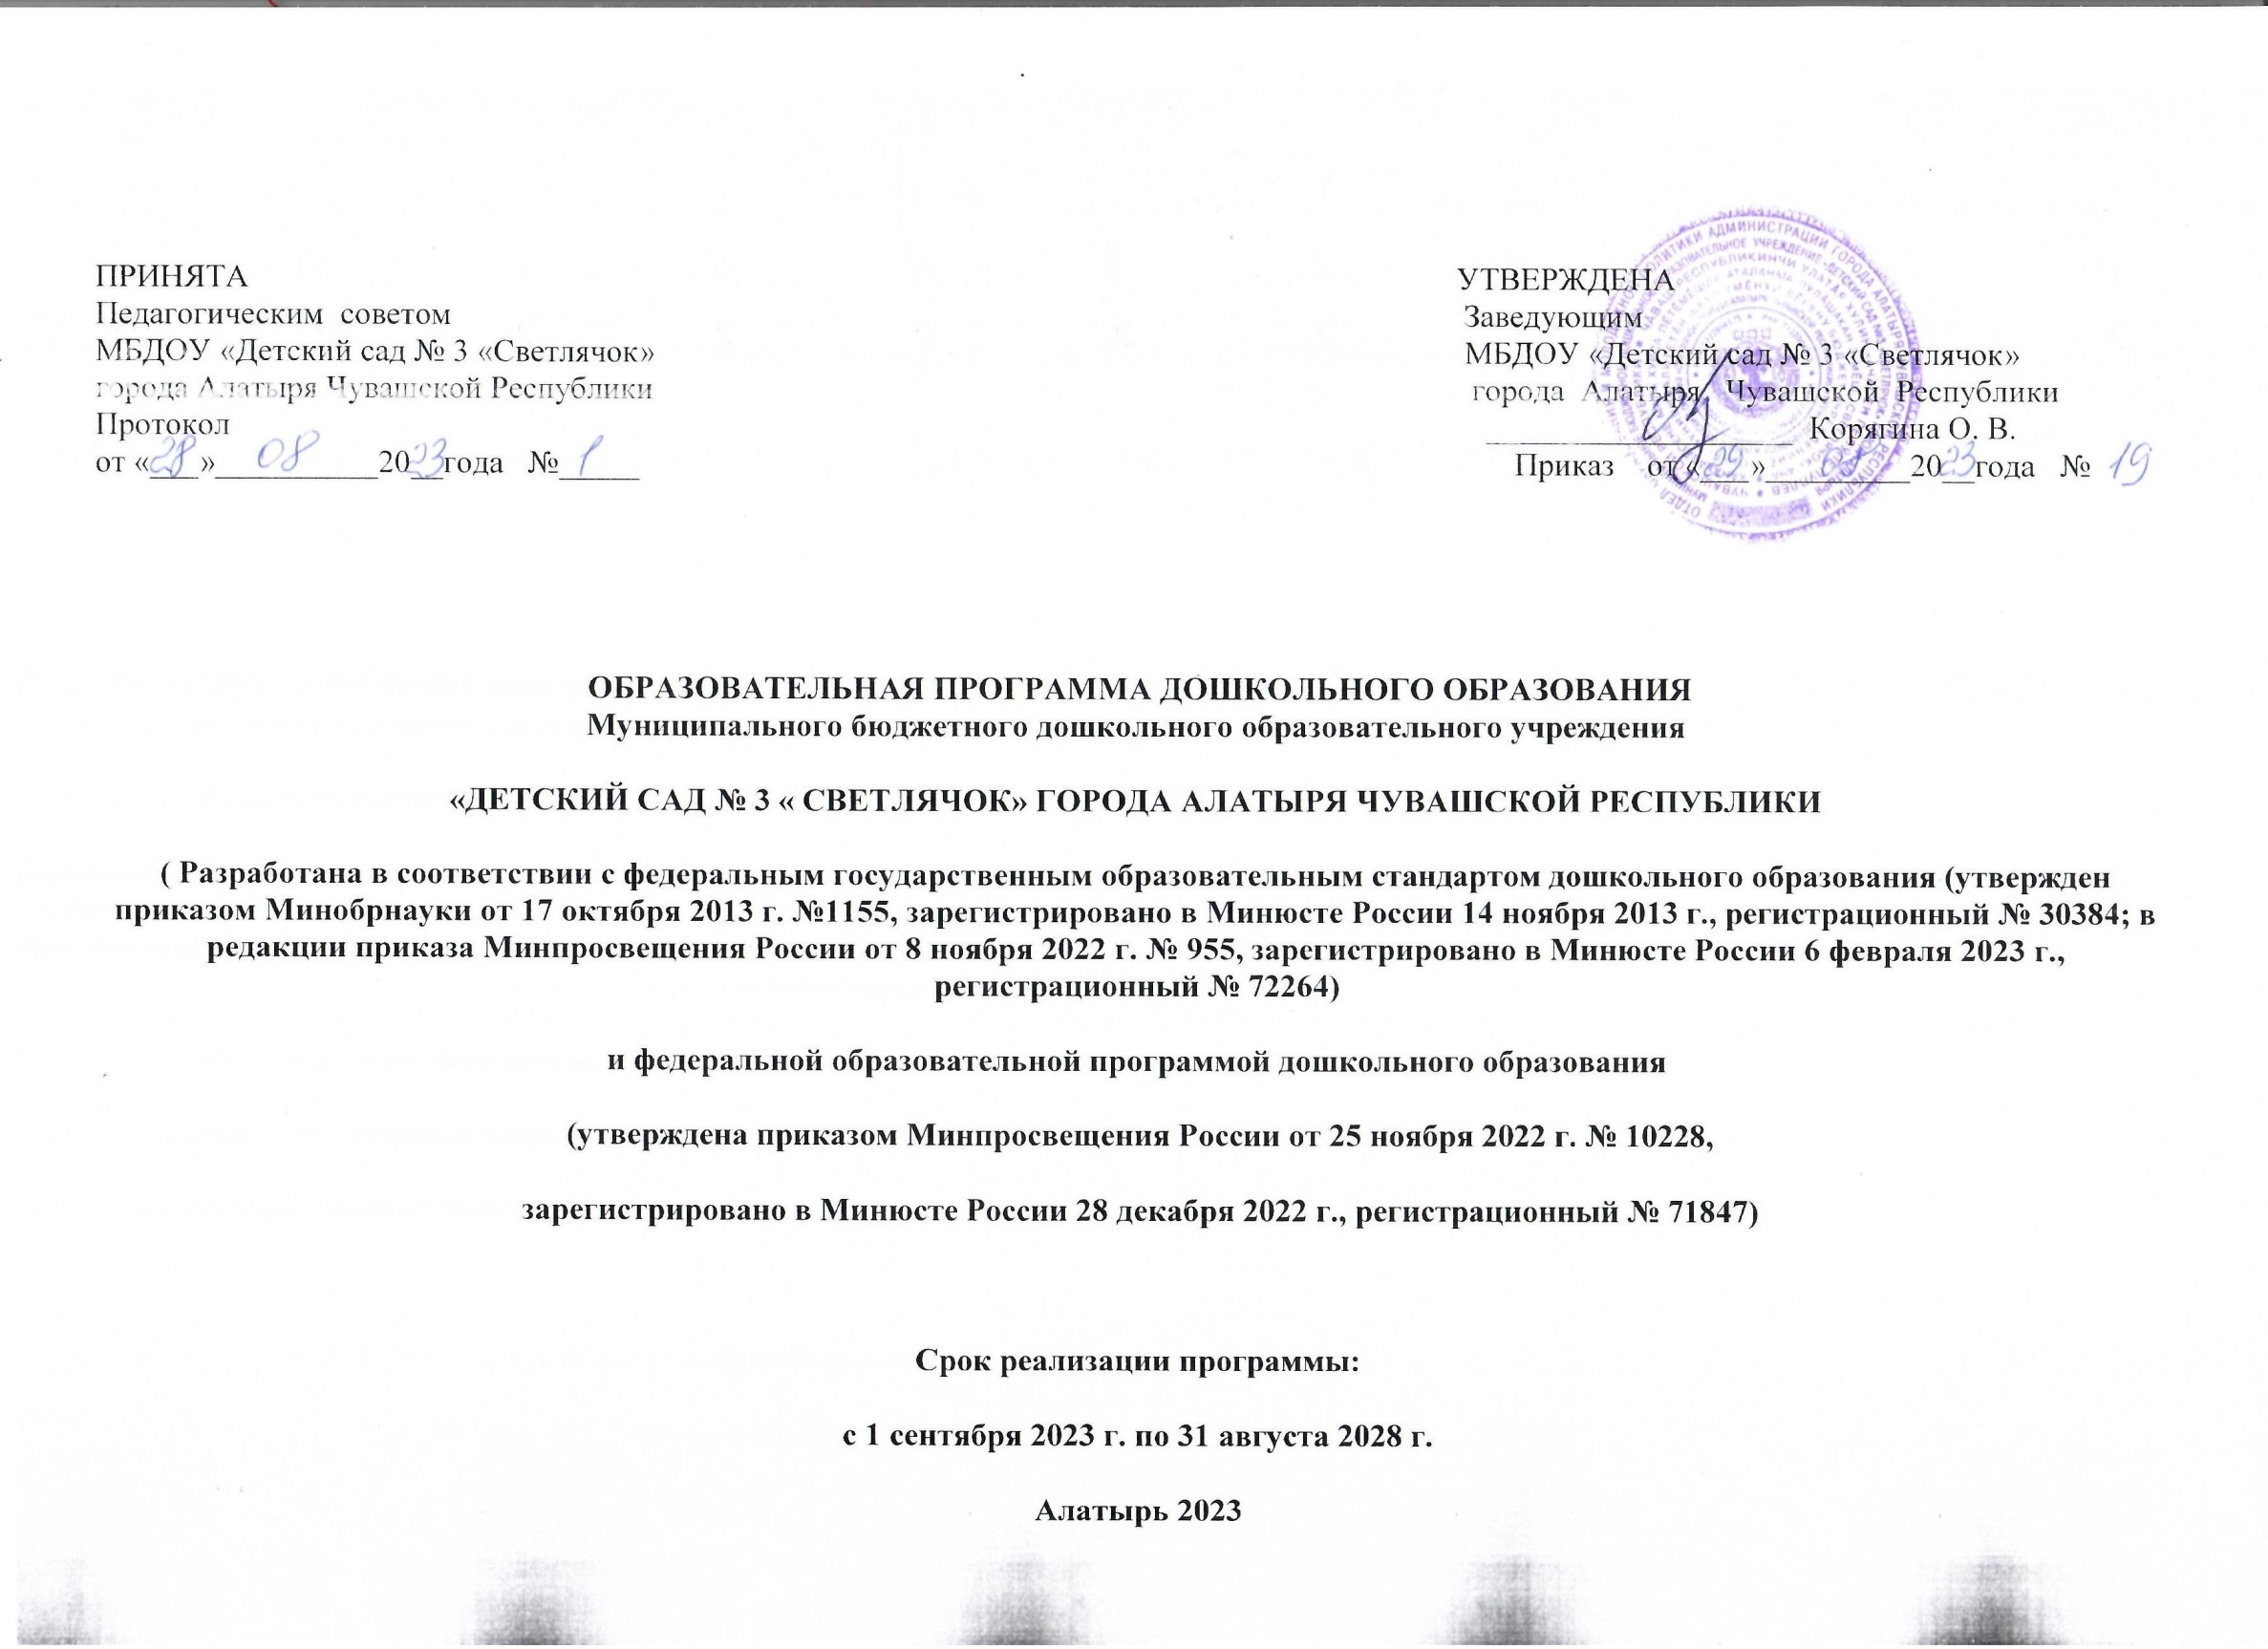 ПРИНЯТА
Педагогическим советом
МБДОУ «Детский сад № 3 «Светлячок»
города Алатыря Чувашской Республики
Протокол
от «28» 08 2023года № 1
УТВЕРЖДЕНА
Заведующим
МБДОУ «Детский сад № 3 «Светлячок»
города Алатыря Чувашской Республики
Корягина О. В.
Приказ от «29» 08 2023года № 19
ОБРАЗОВАТЕЛЬНАЯ ПРОГРАММА ДОШКОЛЬНОГО ОБРАЗОВАНИЯ
Муниципального бюджетного дошкольного образовательного учреждения
«ДЕТСКИЙ САД № 3 « СВЕТЛЯЧОК» ГОРОДА АЛАТЫРЯ ЧУВАШСКОЙ РЕСПУБЛИКИ
( Разработана в соответствии с федеральным государственным образовательным стандартом дошкольного образования (утвержден
приказом Минобрнауки от 17 октября 2013 г. №1155, зарегистрировано в Минюсте России 14 ноября 2013 г., регистрационный № 30384; в
редакции приказа Минпросвещения России от 8 ноября 2022 г. № 955, зарегистрировано в Минюсте России 6 февраля 2023 г.,
регистрационный № 72264)
и федеральной образовательной программой дошкольного образования
(утверждена приказом Минпросвещения России от 25 ноября 2022 г. № 10228,
зарегистрировано в Минюсте России 28 декабря 2022 г., регистрационный № 71847)
Срок реализации программы:
с 1 сентября 2023 г. по 31 августа 2028 г.
Алатырь 2023